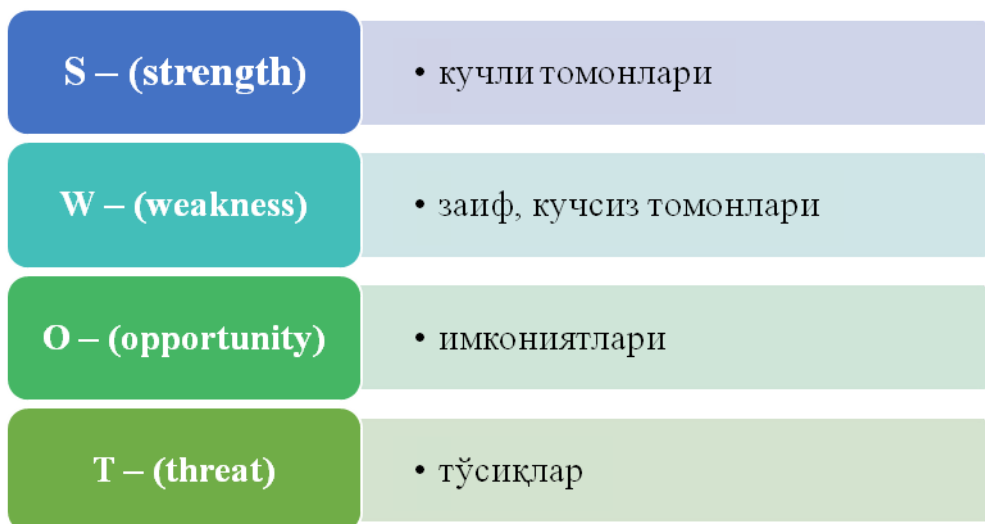 S – (strength)
• кучли томонлари
W – (weakness)
• заиф, кучсиз томонлари
O – (opportunity)
• имкониятлари
T – (threat)
• тўсиқлар